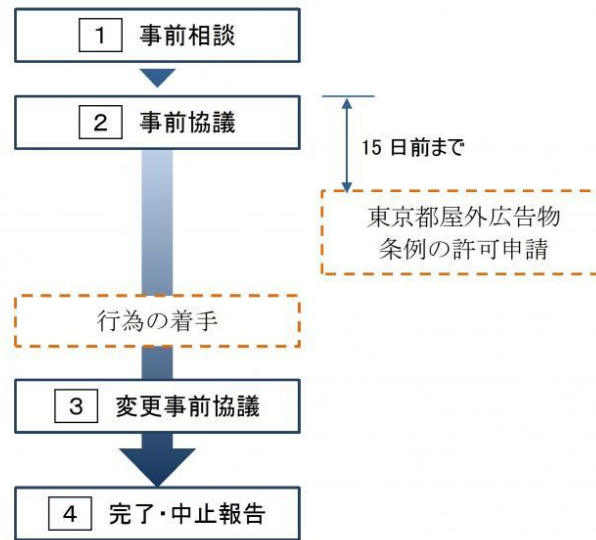 1 事前相談
2 事前協議
15 日前まで
東京都屋外広告物
条例の許可申請
行為の着手
3 変更事前協議
4 完了・中止報告